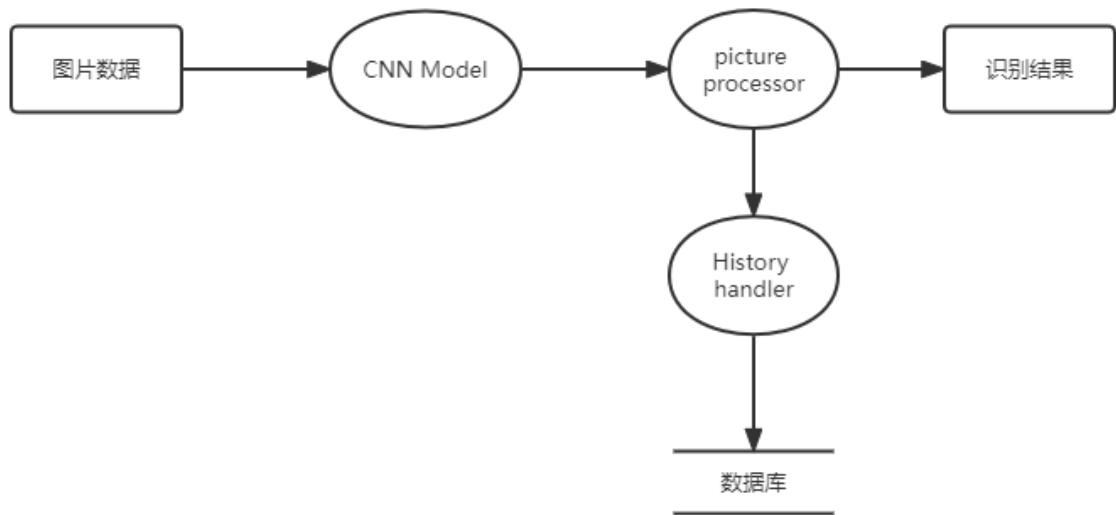 图片数据
CNN Model
picture
processor
识别结果
History
handler
数据库